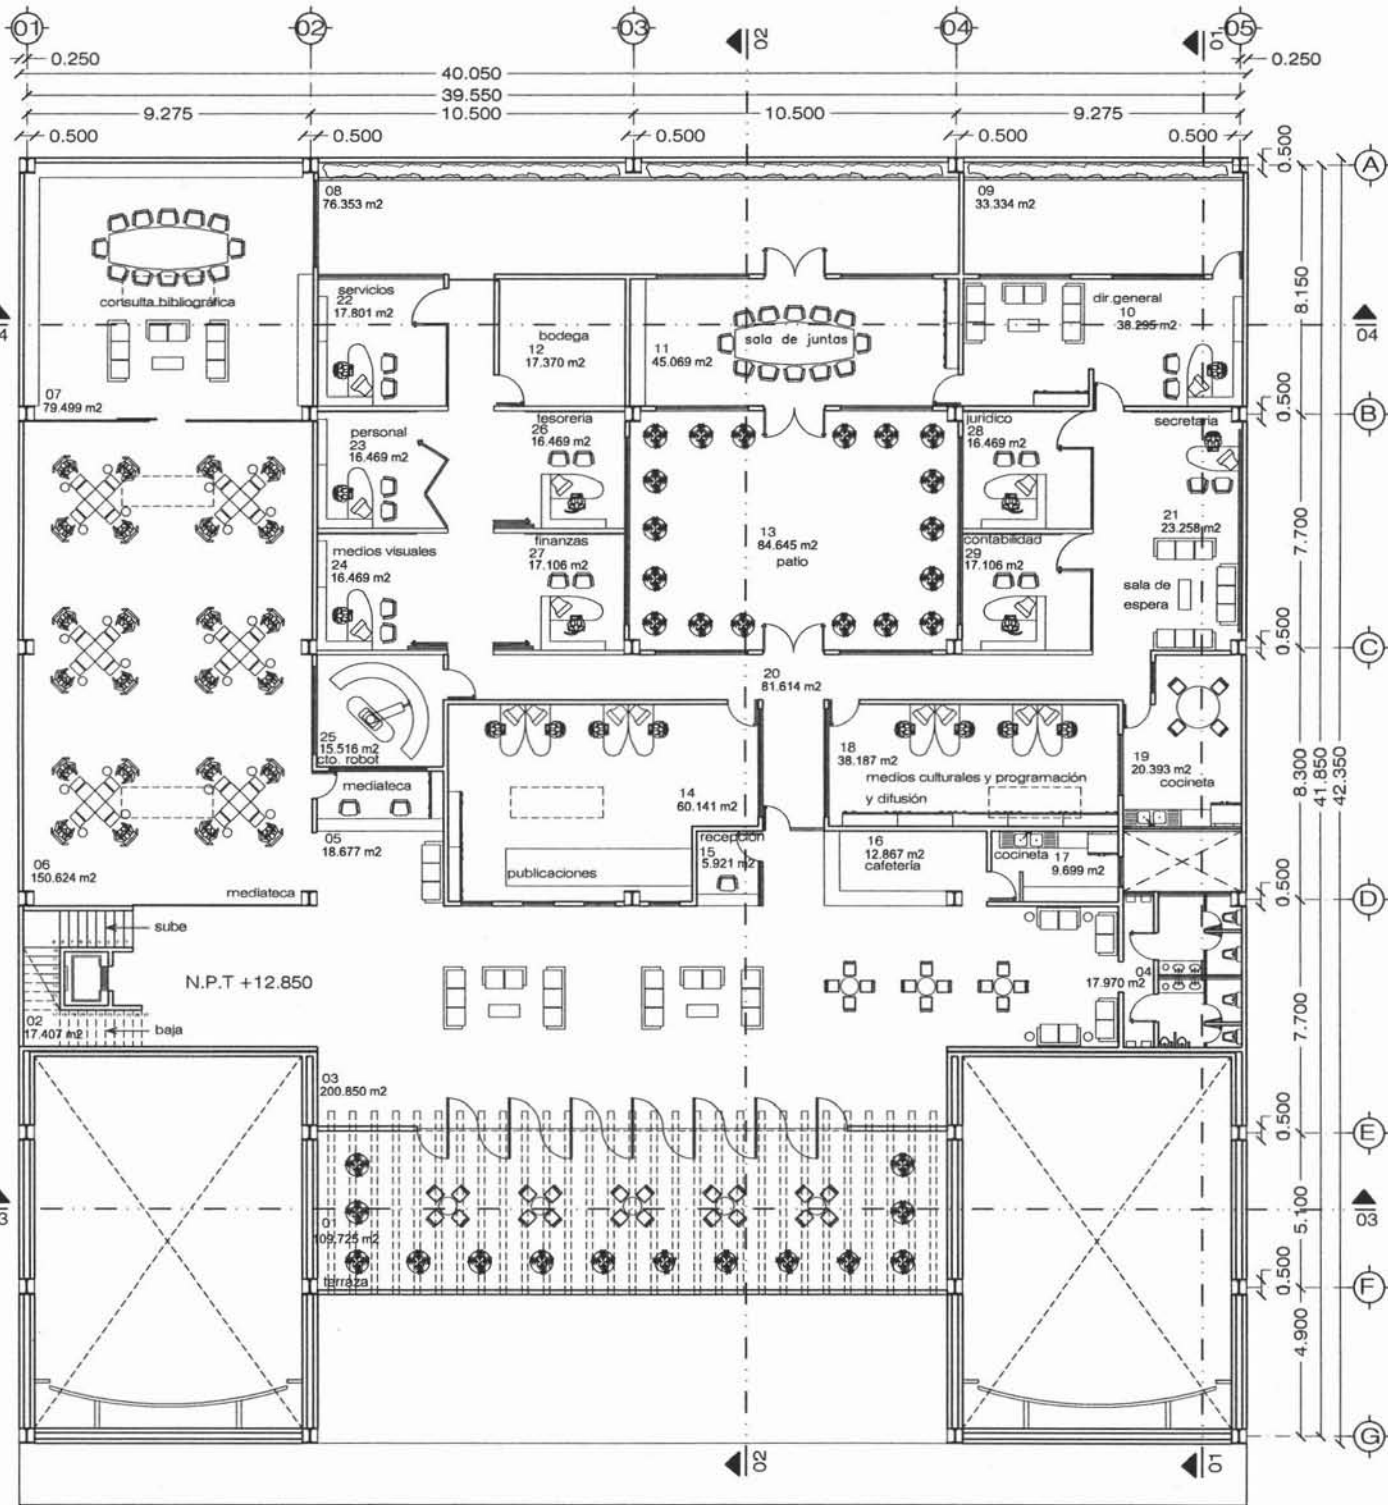 01 02 03 04 05
02 01
0.250 0.250
40.050
39.550
9.275 10.500 10.500 9.275
0.500 0.500 0.500 0.500 0.500
0.500
A
08
76.353 m2
09
33.334 m2
8.150
consulta bibliográfica
servicios
22
17.801 m2
bodega
12
17.370 m2
sala de juntas
11
45.069 m2
dir.general
10
38.295 m2
4
04
07
79.499 m2
0.500
B
personal
23
16.469 m2
tesoreria
26
16.469 m2
jurídico
28
16.469 m2
secretaria
13
84.645 m2
patio
21
23.258 m2
7.700
medios visuales
24
16.469 m2
finanzas
27
17.106 m2
contabilidad
29
17.106 m2
sala de
espera
0.500
C
20
81.614 m2
25
15.516 m2
cto. robot
mediateca
05
18.677 m2
14
60.141 m2
publicaciones
18
38.187 m2
medios culturales y programación
y difusión
19
20.393 m2
cocineta
8.300
41.850
42.350
recepción
15
5.921 m2
16
12.867 m2
cafetería
cocineta
17
9.699 m2
06
150.624 m2
mediateca
0.500
D
sube
N.P.T +12.850
02
17.407 m2
baja
04
17.970 m2
7.700
03
200.850 m2
0.500
E
3
01
109.725 m2
terraza
5.100
03
0.500
F
4.900
G
02 01